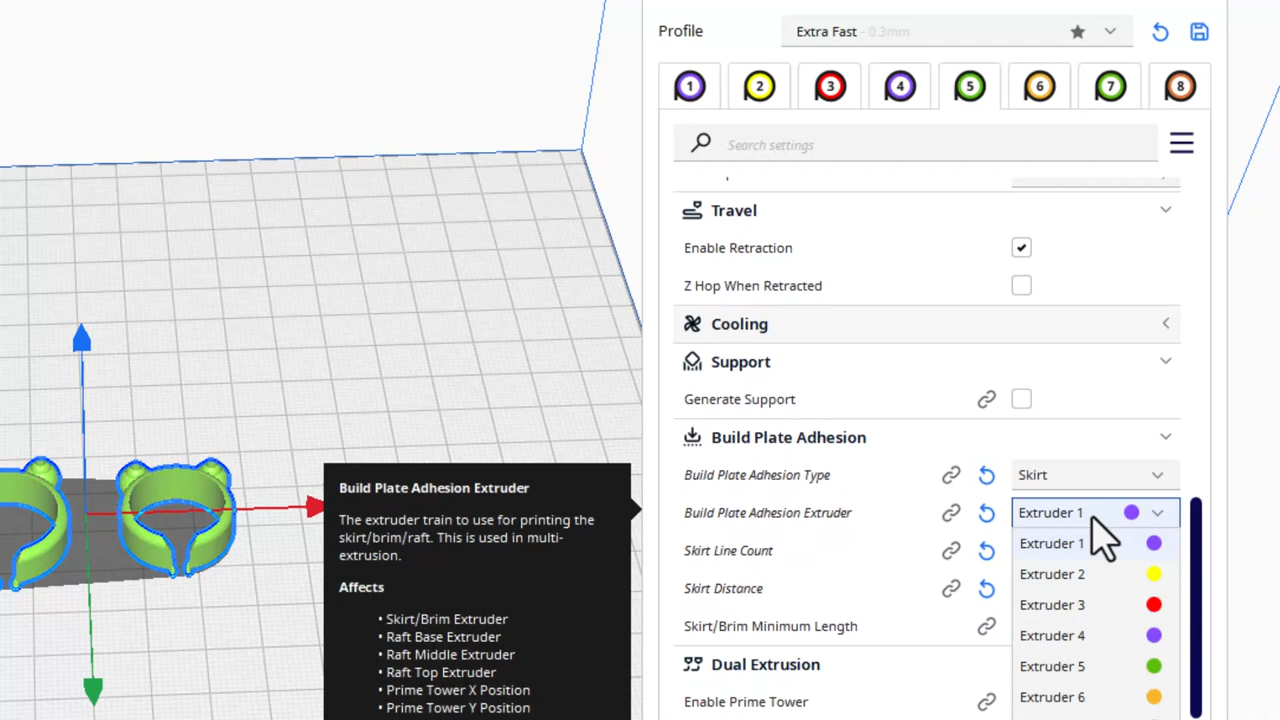 Profile
Extra Fast - 0.3mm
1 2 3 4 5 6 7 8
Search settings
Travel
Enable Retraction
Z Hop When Retracted
Cooling
Support
Generate Support
Build Plate Adhesion
Build Plate Adhesion Type
Skirt
Build Plate Adhesion Extruder
Extruder 1
Skirt Line Count
Skirt Distance
Skirt/Brim Minimum Length
Dual Extrusion
Enable Prime Tower
Extruder 1
Extruder 2
Extruder 3
Extruder 4
Extruder 5
Extruder 6
Build Plate Adhesion Extruder
The extruder train to use for printing the
skirt/brim/raft. This is used in multi-
extrusion.
Affects
• Skirt/Brim Extruder
• Raft Base Extruder
• Raft Middle Extruder
• Raft Top Extruder
• Prime Tower X Position
• Prime Tower Y Position